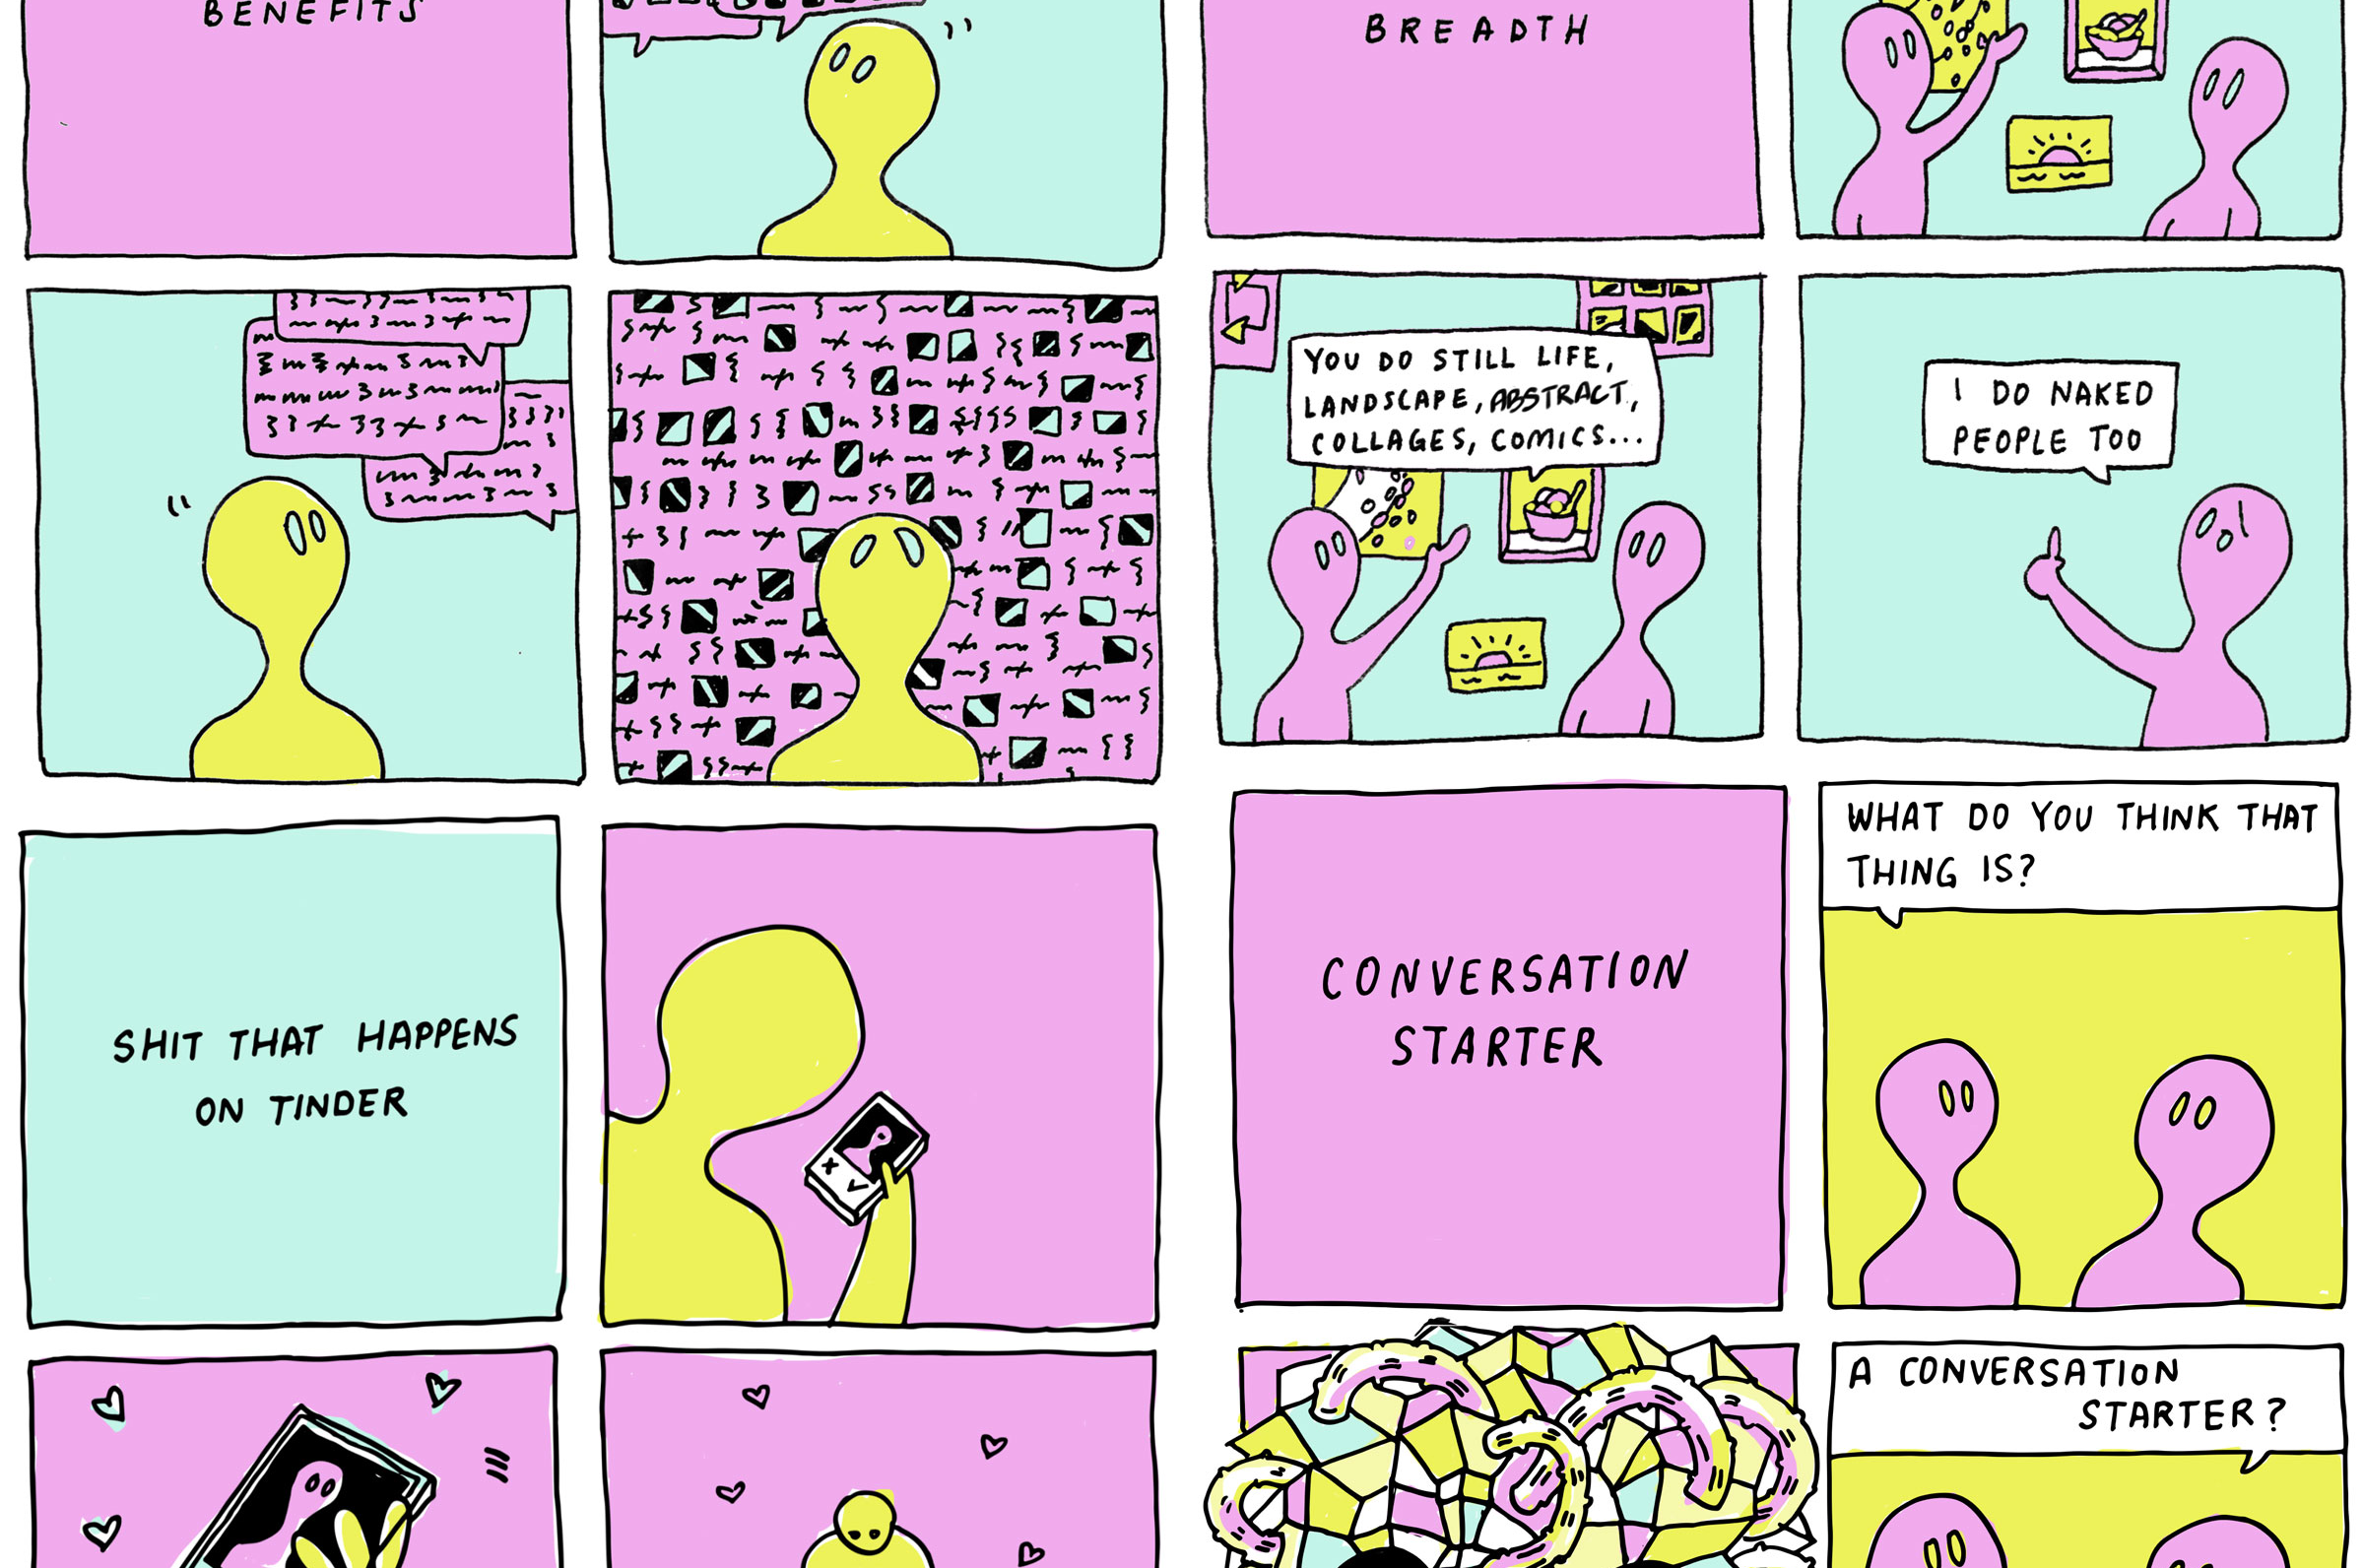 BENEFITS
BREADTH
YOU DO STILL LIFE,
LANDSCAPE, ABSTRACT,
COLLAGES, COMICS...
I DO NAKED
PEOPLE TOO
SHIT THAT HAPPENS
ON TINDER
CONVERSATION
STARTER
WHAT DO YOU THINK THAT
THING IS?
A CONVERSATION
STARTER?